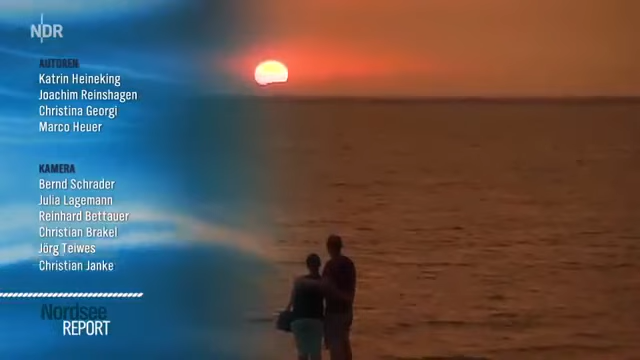 NDR
AUTOREN
Katrin Heineking
Joachim Reinshagen
Christina Georgi
Marco Heuer
KAMERA
Bernd Schrader
Julia Lagemann
Reinhard Bettauer
Christian Brakel
Jörg Teiwes
Christian Janke
Nordsee
REPORT